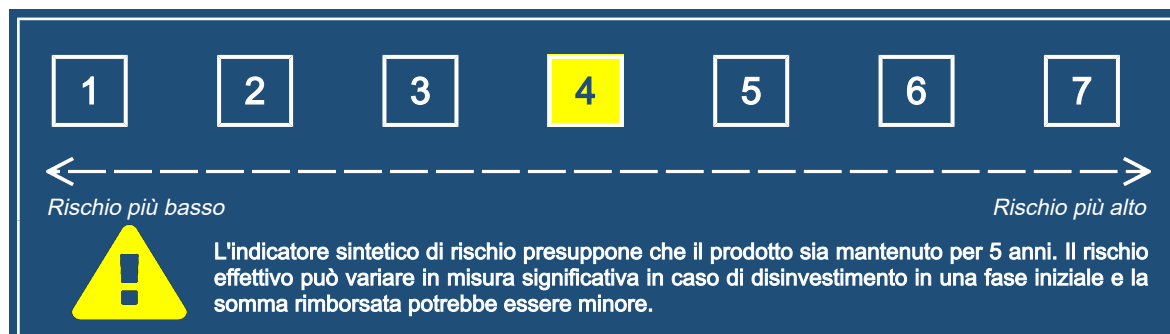 1 2 3 4 5 6 7
Rischio più basso Rischio più alto
!
L'indicatore sintetico di rischio presuppone che il prodotto sia mantenuto per 5 anni. Il rischio
effettivo può variare in misura significativa in caso di disinvestimento in una fase iniziale e la
somma rimborsata potrebbe essere minore.